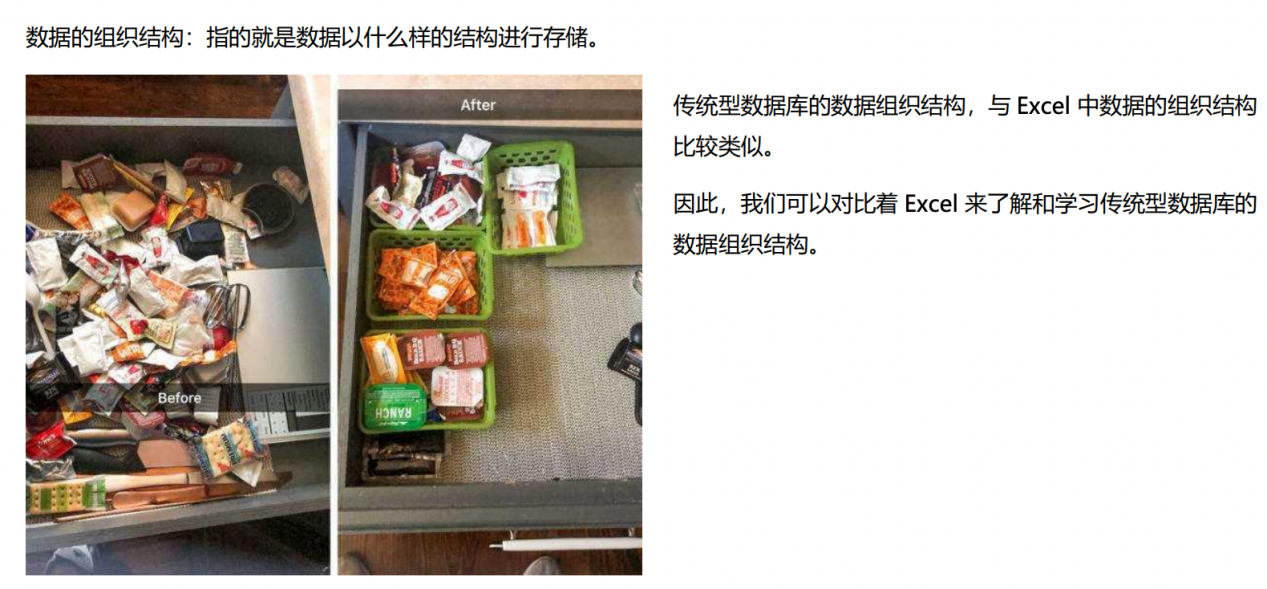 数据的组织结构：指的就是数据以什么样的结构进行存储。
Before
After
RANCH
传统型数据库的数据组织结构，与 Excel 中数据的组织结构
比较类似。
因此，我们可以对比着 Excel 来了解和学习传统型数据库的
数据组织结构。